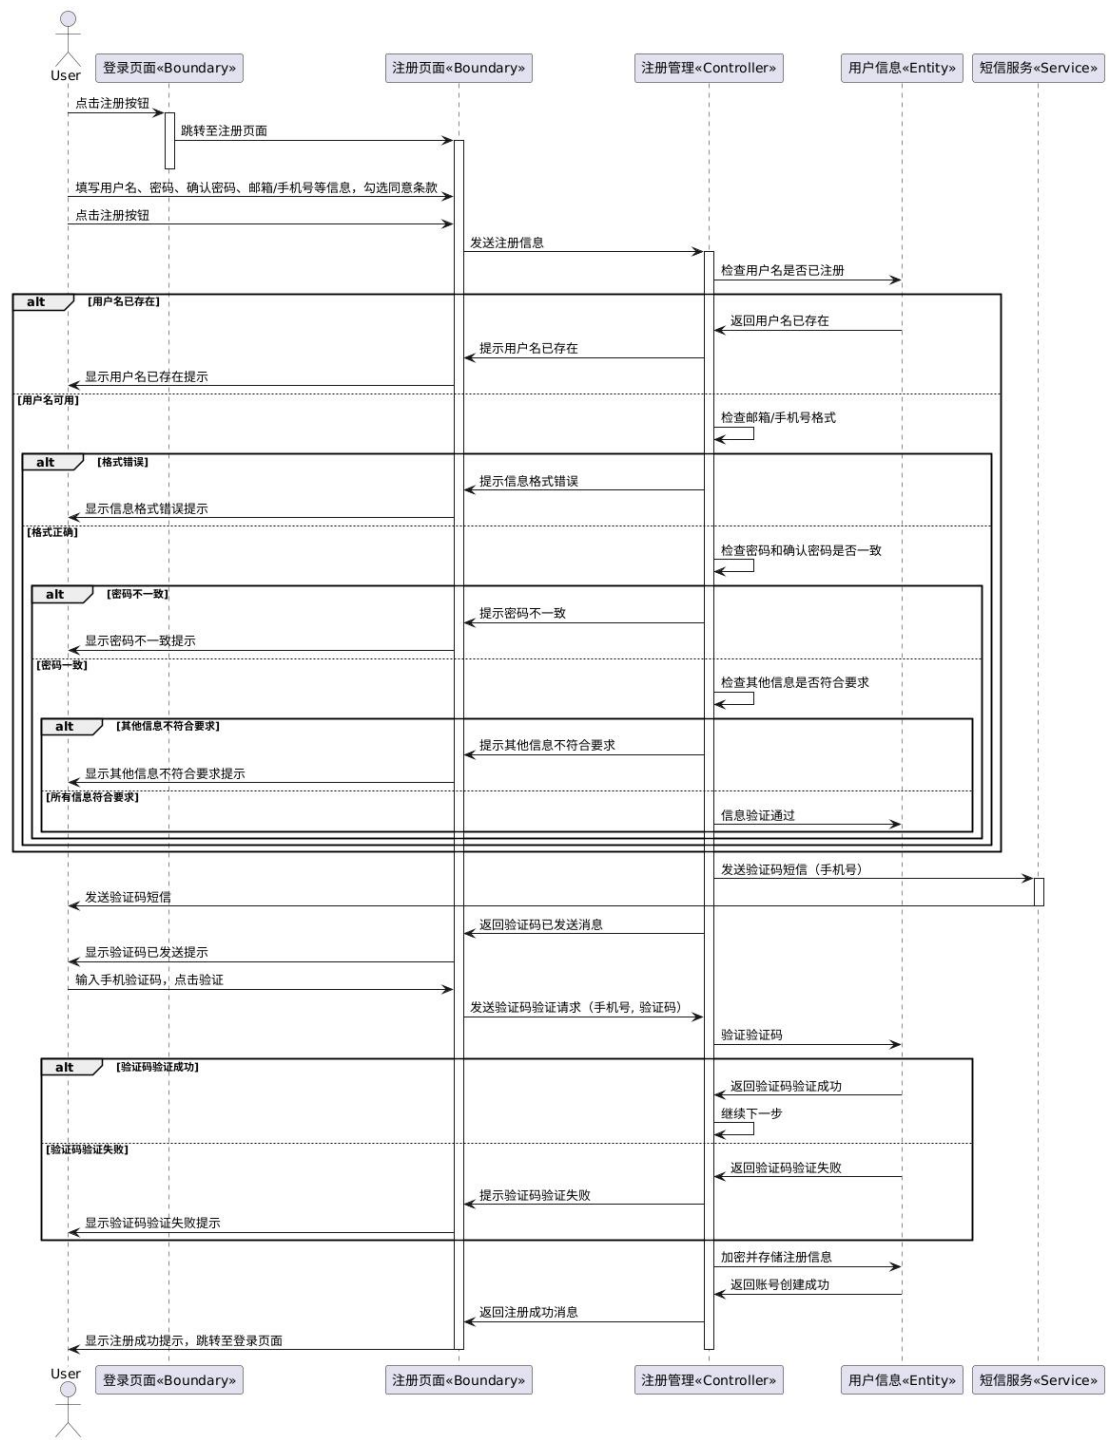 User
登录页面«Boundary»
注册页面«Boundary»
注册管理«Controller»
用户信息«Entity»
短信服务«Service»
点击注册按钮
跳转至注册页面
填写用户名、密码、确认密码、邮箱/手机号等信息，勾选同意条款
点击注册按钮
发送注册信息
检查用户名是否已注册
alt [用户名已存在]
返回用户名已存在
提示用户名已存在
显示用户名已存在提示
[用户名可用]
检查邮箱/手机号格式
alt [格式错误]
提示信息格式错误
显示信息格式错误提示
[格式正确]
检查密码和确认密码是否一致
alt [密码不一致]
提示密码不一致
显示密码不一致提示
[密码一致]
检查其他信息是否符合要求
alt [其他信息不符合要求]
提示其他信息不符合要求
显示其他信息不符合要求提示
[所有信息符合要求]
信息验证通过
发送验证码短信（手机号）
发送验证码短信
返回验证码已发送消息
显示验证码已发送提示
输入手机验证码，点击验证
发送验证码验证请求（手机号, 验证码）
验证验证码
alt [验证码验证成功]
返回验证码验证成功
继续下一步
[验证码验证失败]
返回验证码验证失败
提示验证码验证失败
显示验证码验证失败提示
加密并存储注册信息
返回账号创建成功
返回注册成功消息
显示注册成功提示，跳转至登录页面
User
登录页面«Boundary»
注册页面«Boundary»
注册管理«Controller»
用户信息«Entity»
短信服务«Service»